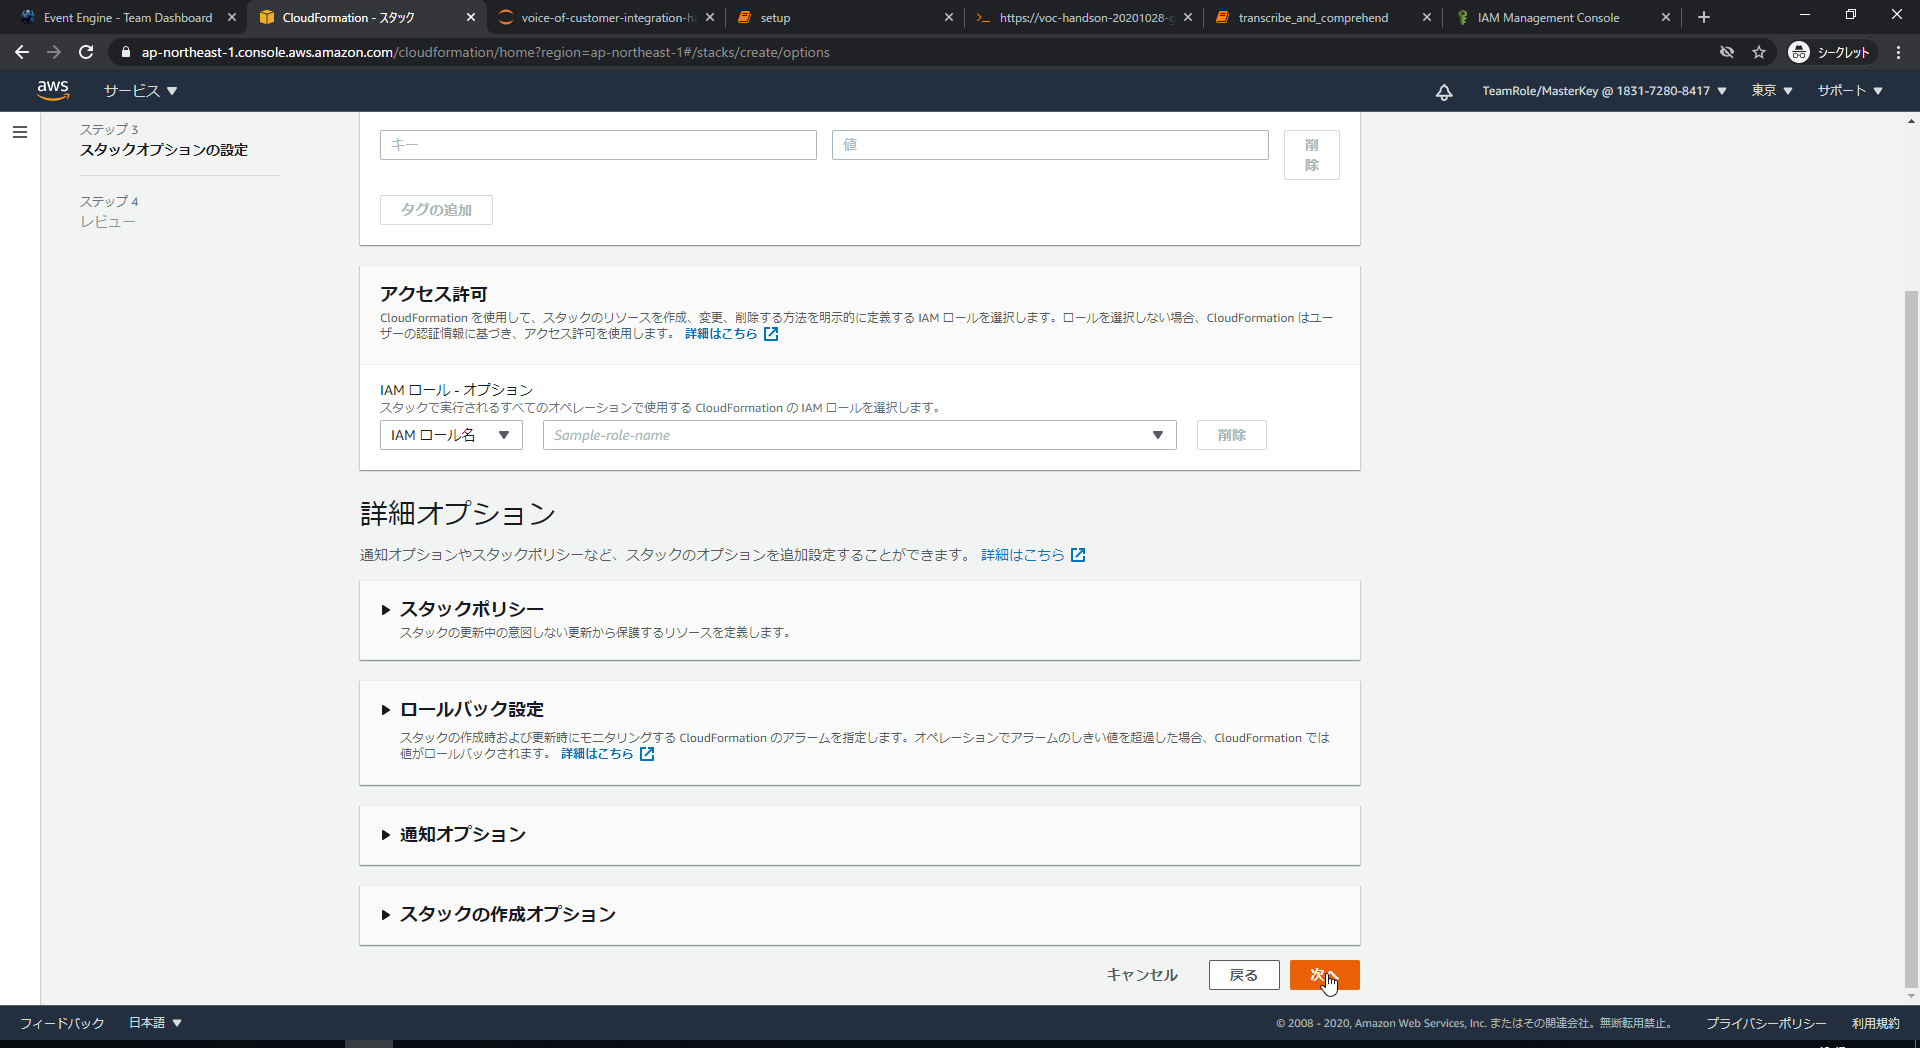 Event Engine - Team Dashboard
CloudFormation - スタック
voice-of-customer-integration-ha
setup
https://voc-handson-20201028-
transcribe_and_comprehend
IAM Management Console
ap-northeast-1.console.aws.amazon.com/cloudformation/home?region=ap-northeast-1#/stacks/create/options
シークレット
aws
サービス
TeamRole/MasterKey @ 1831-7280-8417
東京
サポート
ステップ 3
スタックオプションの設定
ステップ 4
レビュー
キー
値
削除
タグの追加
アクセス許可
CloudFormation を使用して、スタックのリソースを作成、変更、削除する方法を明示的に定義する IAM ロールを選択します。ロールを選択しない場合、CloudFormation はユー
ザーの認証情報に基づき、アクセス許可を使用します。 詳細はこちら
IAM ロール - オプション
スタックで実行されるすべてのオペレーションで使用する CloudFormation の IAM ロールを選択します。
IAM ロール名
Sample-role-name
削除
詳細オプション
通知オプションやスタックポリシーなど、スタックのオプションを追加設定することができます。 詳細はこちら
スタックポリシー
スタックの更新中の意図しない更新から保護するリソースを定義します。
ロールバック設定
スタックの作成時および更新時にモニタリングする CloudFormation のアラームを指定します。オペレーションでアラームのしきい値を超過した場合、CloudFormation では
値がロールバックされます。 詳細はこちら
通知オプション
スタックの作成オプション
キャンセル
戻る
次へ
フィードバック
日本語
© 2008 - 2020, Amazon Web Services, Inc. またはその関連会社。無断転用禁止。
プライバシーポリシー
利用規約